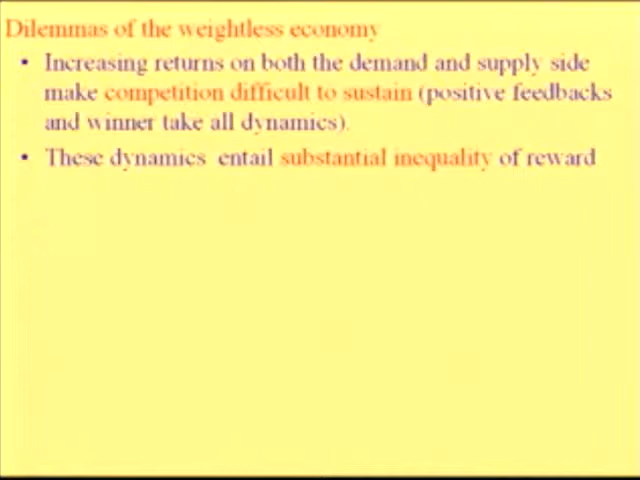 Dilemmas of the weightless economy
• Increasing returns on both the demand and supply side
make competition difficult to sustain (positive feedbacks
and winner take all dynamics).
• These dynamics entail substantial inequality of reward